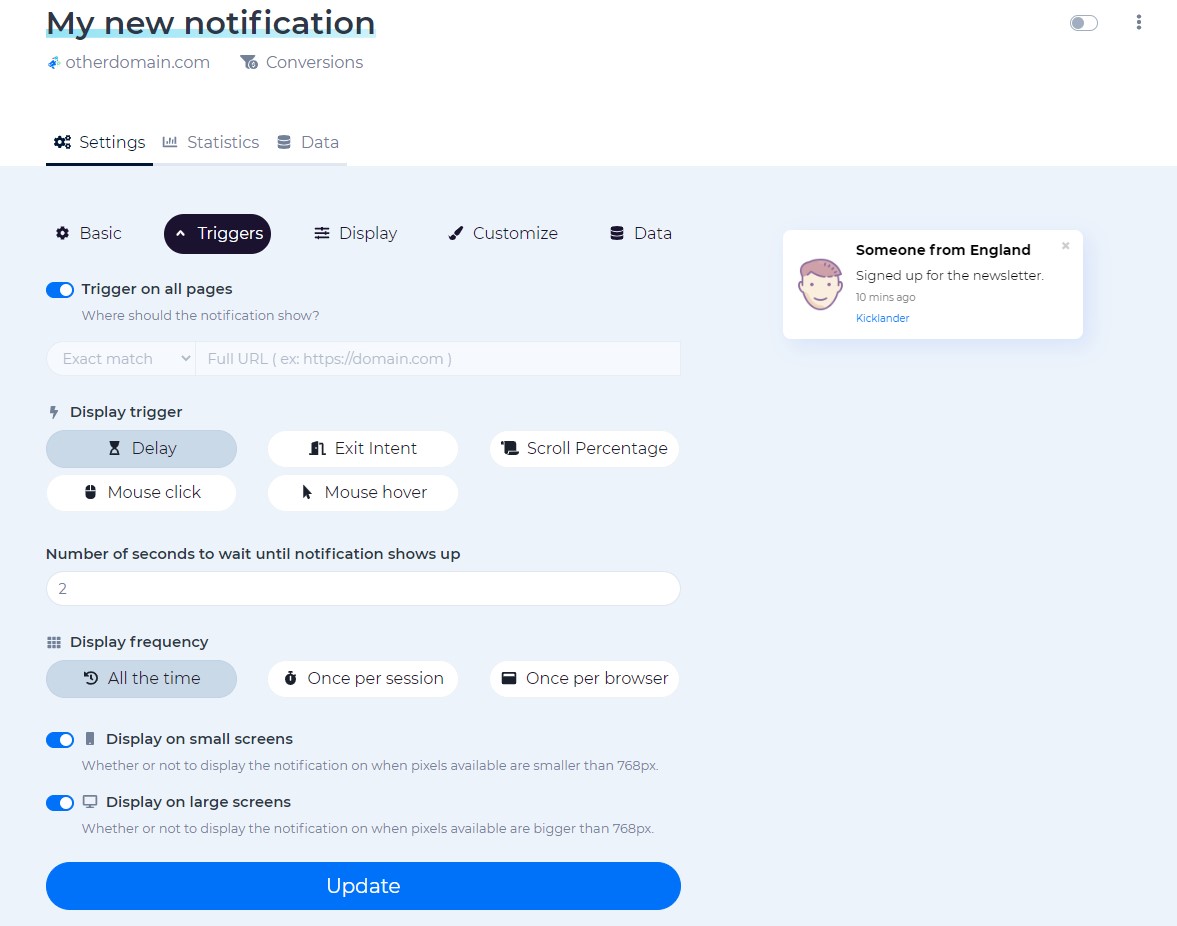 My new notification
otherdomain.com Conversions
Settings Statistics Data
Basic Triggers Display Customize Data
Trigger on all pages
Where should the notification show?
Exact match Full URL ( ex: https://domain.com )
Display trigger
Delay Exit Intent Scroll Percentage
Mouse click Mouse hover
Number of seconds to wait until notification shows up
2
Display frequency
All the time Once per session Once per browser
Display on small screens
Whether or not to display the notification on when pixels available are smaller than 768px.
Display on large screens
Whether or not to display the notification on when pixels available are bigger than 768px.
Update
Someone from England
Signed up for the newsletter.
10 mins ago
Kicklander